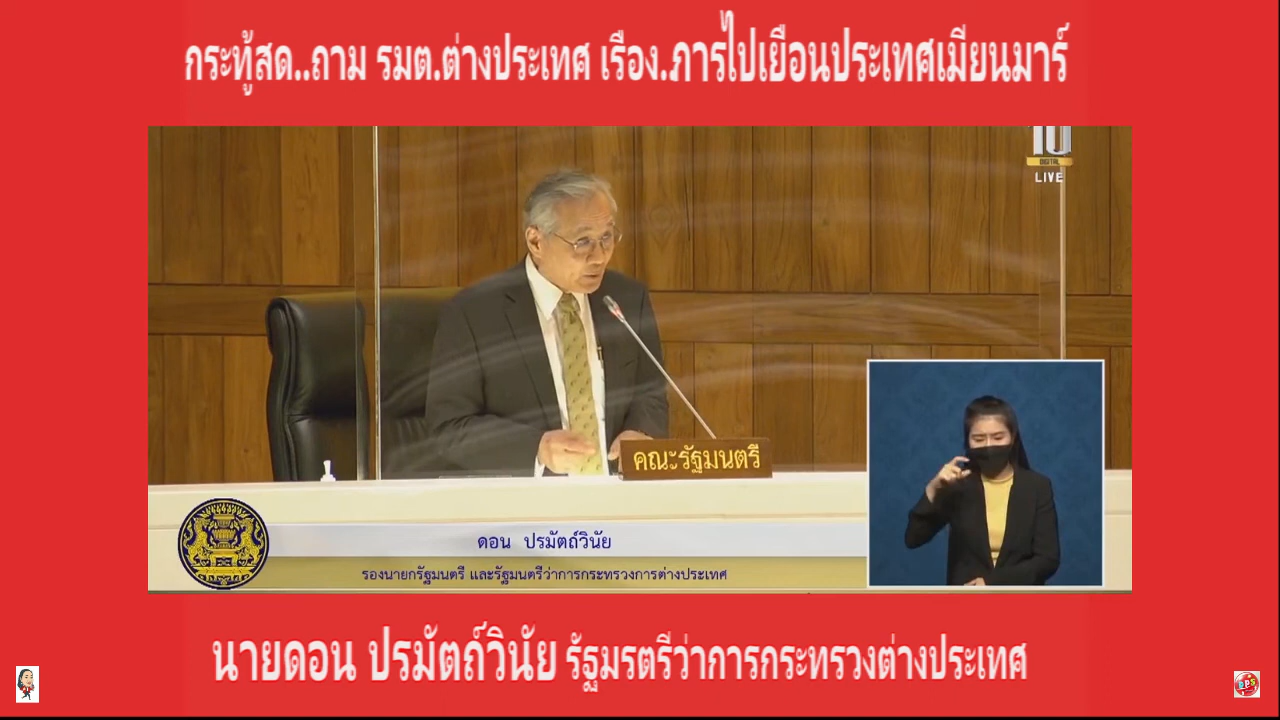 กระทู้สด..ถาม รมต.ต่างประเทศ เรื่อง.ภารไปเยือนประเทศเมียนมาร์
10
DIGITAL
LIVE
คณะรัฐมนตรี
ดอน ปรมัตถ์วินัย
รองนายกรัฐมนตรี และรัฐมนตรีว่าการกระทรวงการต่างประเทศ
นายดอน ปรมัตถ์วินัย รัฐมรตรีว่าการกระทรวงต่างประเทศ
PPS